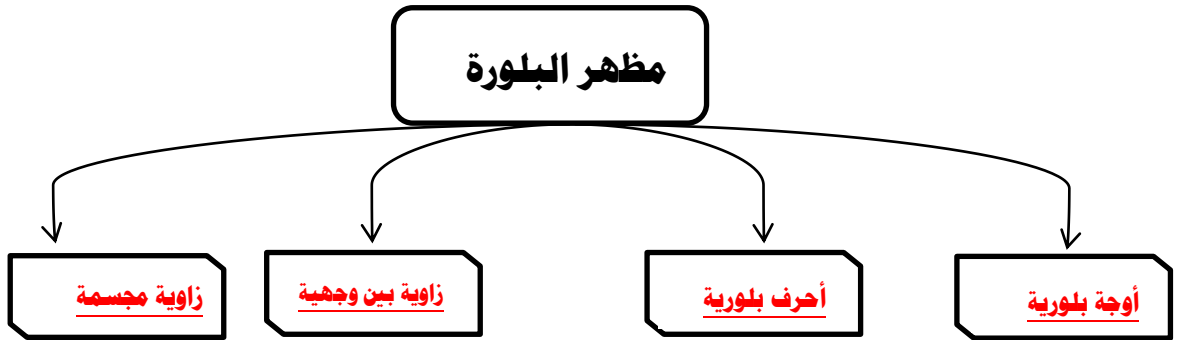 مظهر البلورة
أوجة بلورية
أحرف بلورية
زاوية بين وجهية
زاوية مجسمة